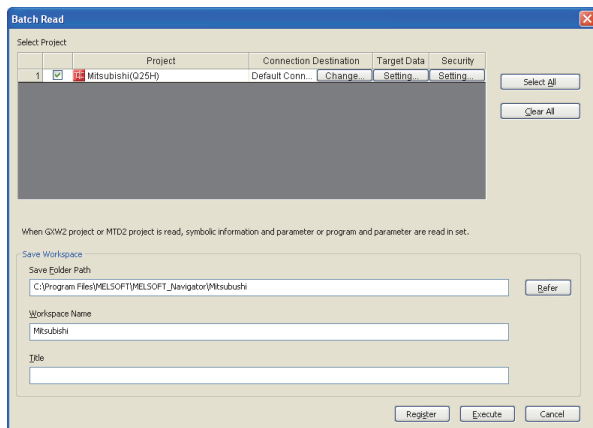 Batch Read
Select Project
Project Connection Destination Target Data Security
1 Mitsubishi(Q25H) Default Conn... Change... Setting... Setting...
Select All
Clear All
When GXW2 project or MTD2 project is read, symbolic information and parameter or program and parameter are read in set.
Save Workspace
Save Folder Path
C:\Program Files\MELSOFT\MELSOFT_Navigator\Mitsubushi
Refer
Workspace Name
Mitsubishi
Title
Register Execute Cancel